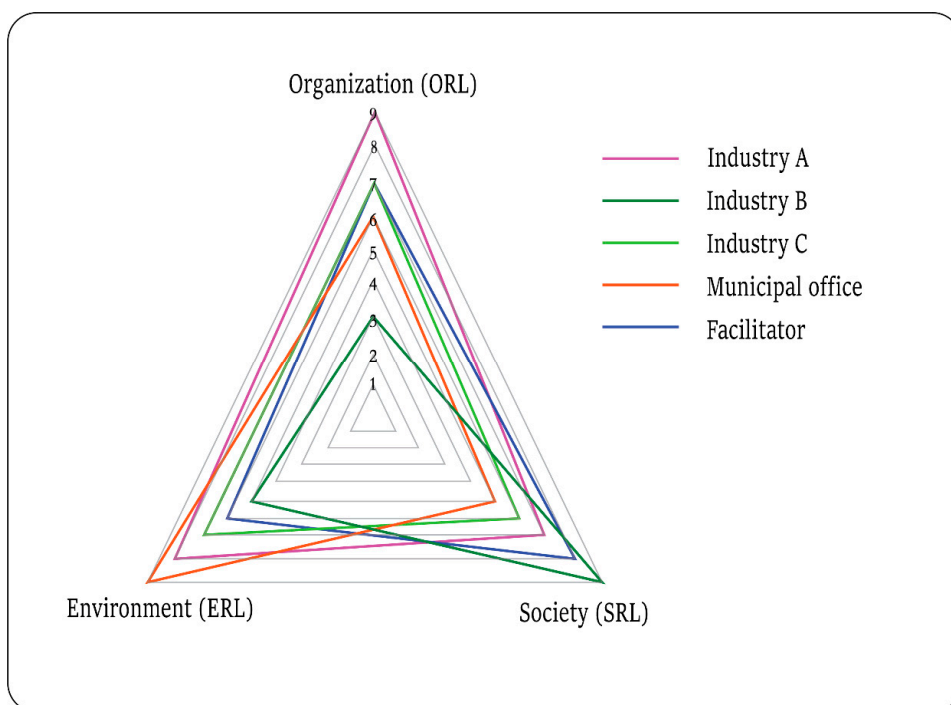 Organization (ORL)
9
8
7
6
5
4
3
2
1
Industry A
Industry B
Industry C
Municipal office
Facilitator
Environment (ERL)
Society (SRL)